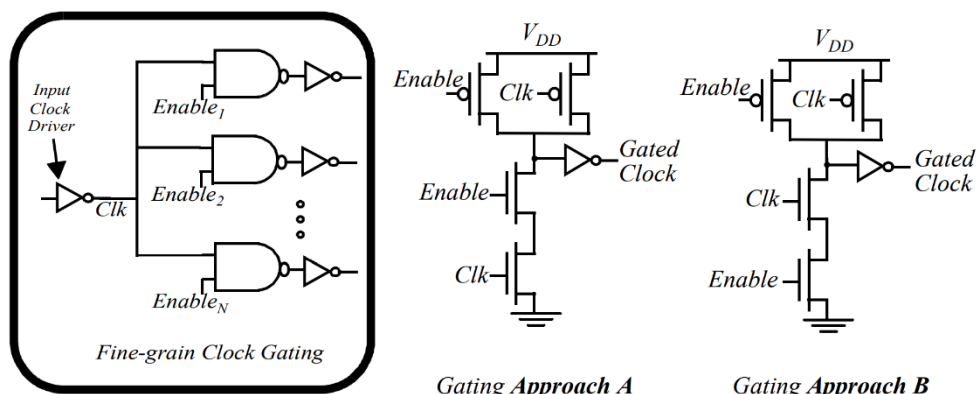 Input
Clock
Driver
Clk
Enable1
Enable2
EnableN
Fine-grain Clock Gating
VDD
Enable
Clk
Gated
Clock
Enable
Clk
Gating Approach A
VDD
Enable
Clk
Gated
Clock
Clk
Enable
Gating Approach B